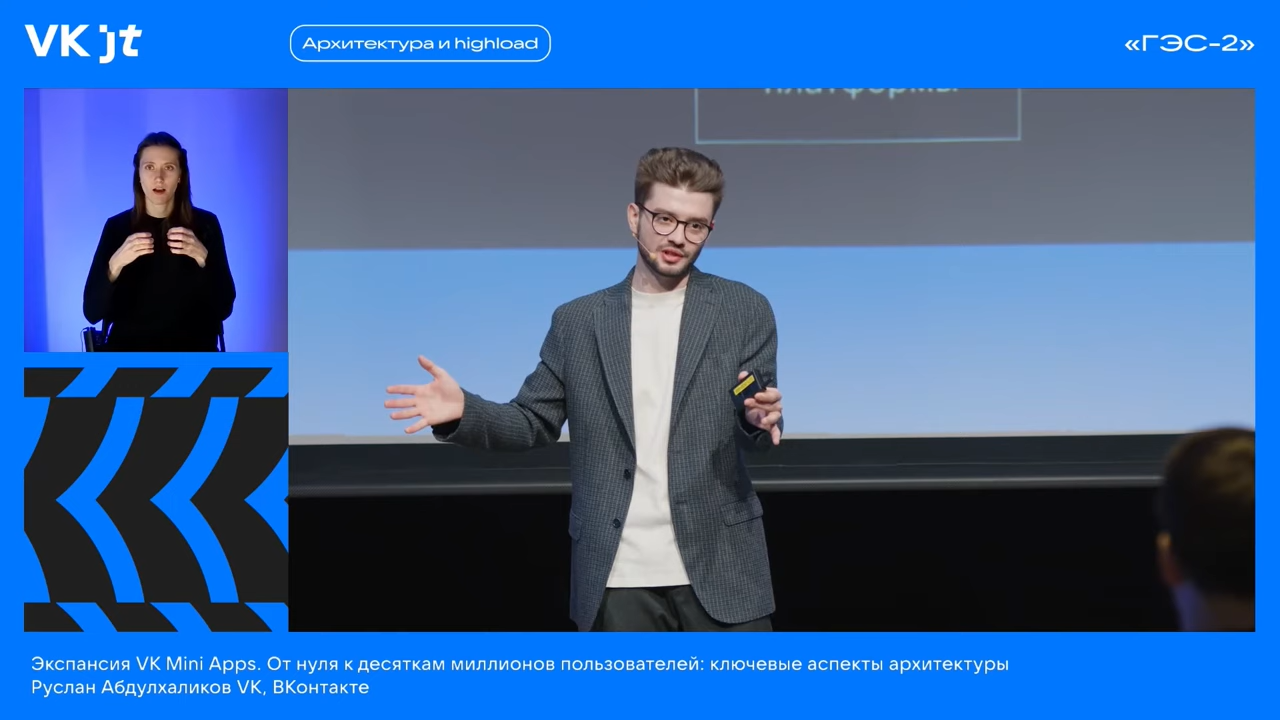 VK jt
Архитектура и highload
«ГЭС-2»
платформы
Экспансия VK Mini Apps. От нуля к десяткам миллионов пользователей: ключевые аспекты архитектуры
Руслан Абдулхаликов VK, ВКонтакте